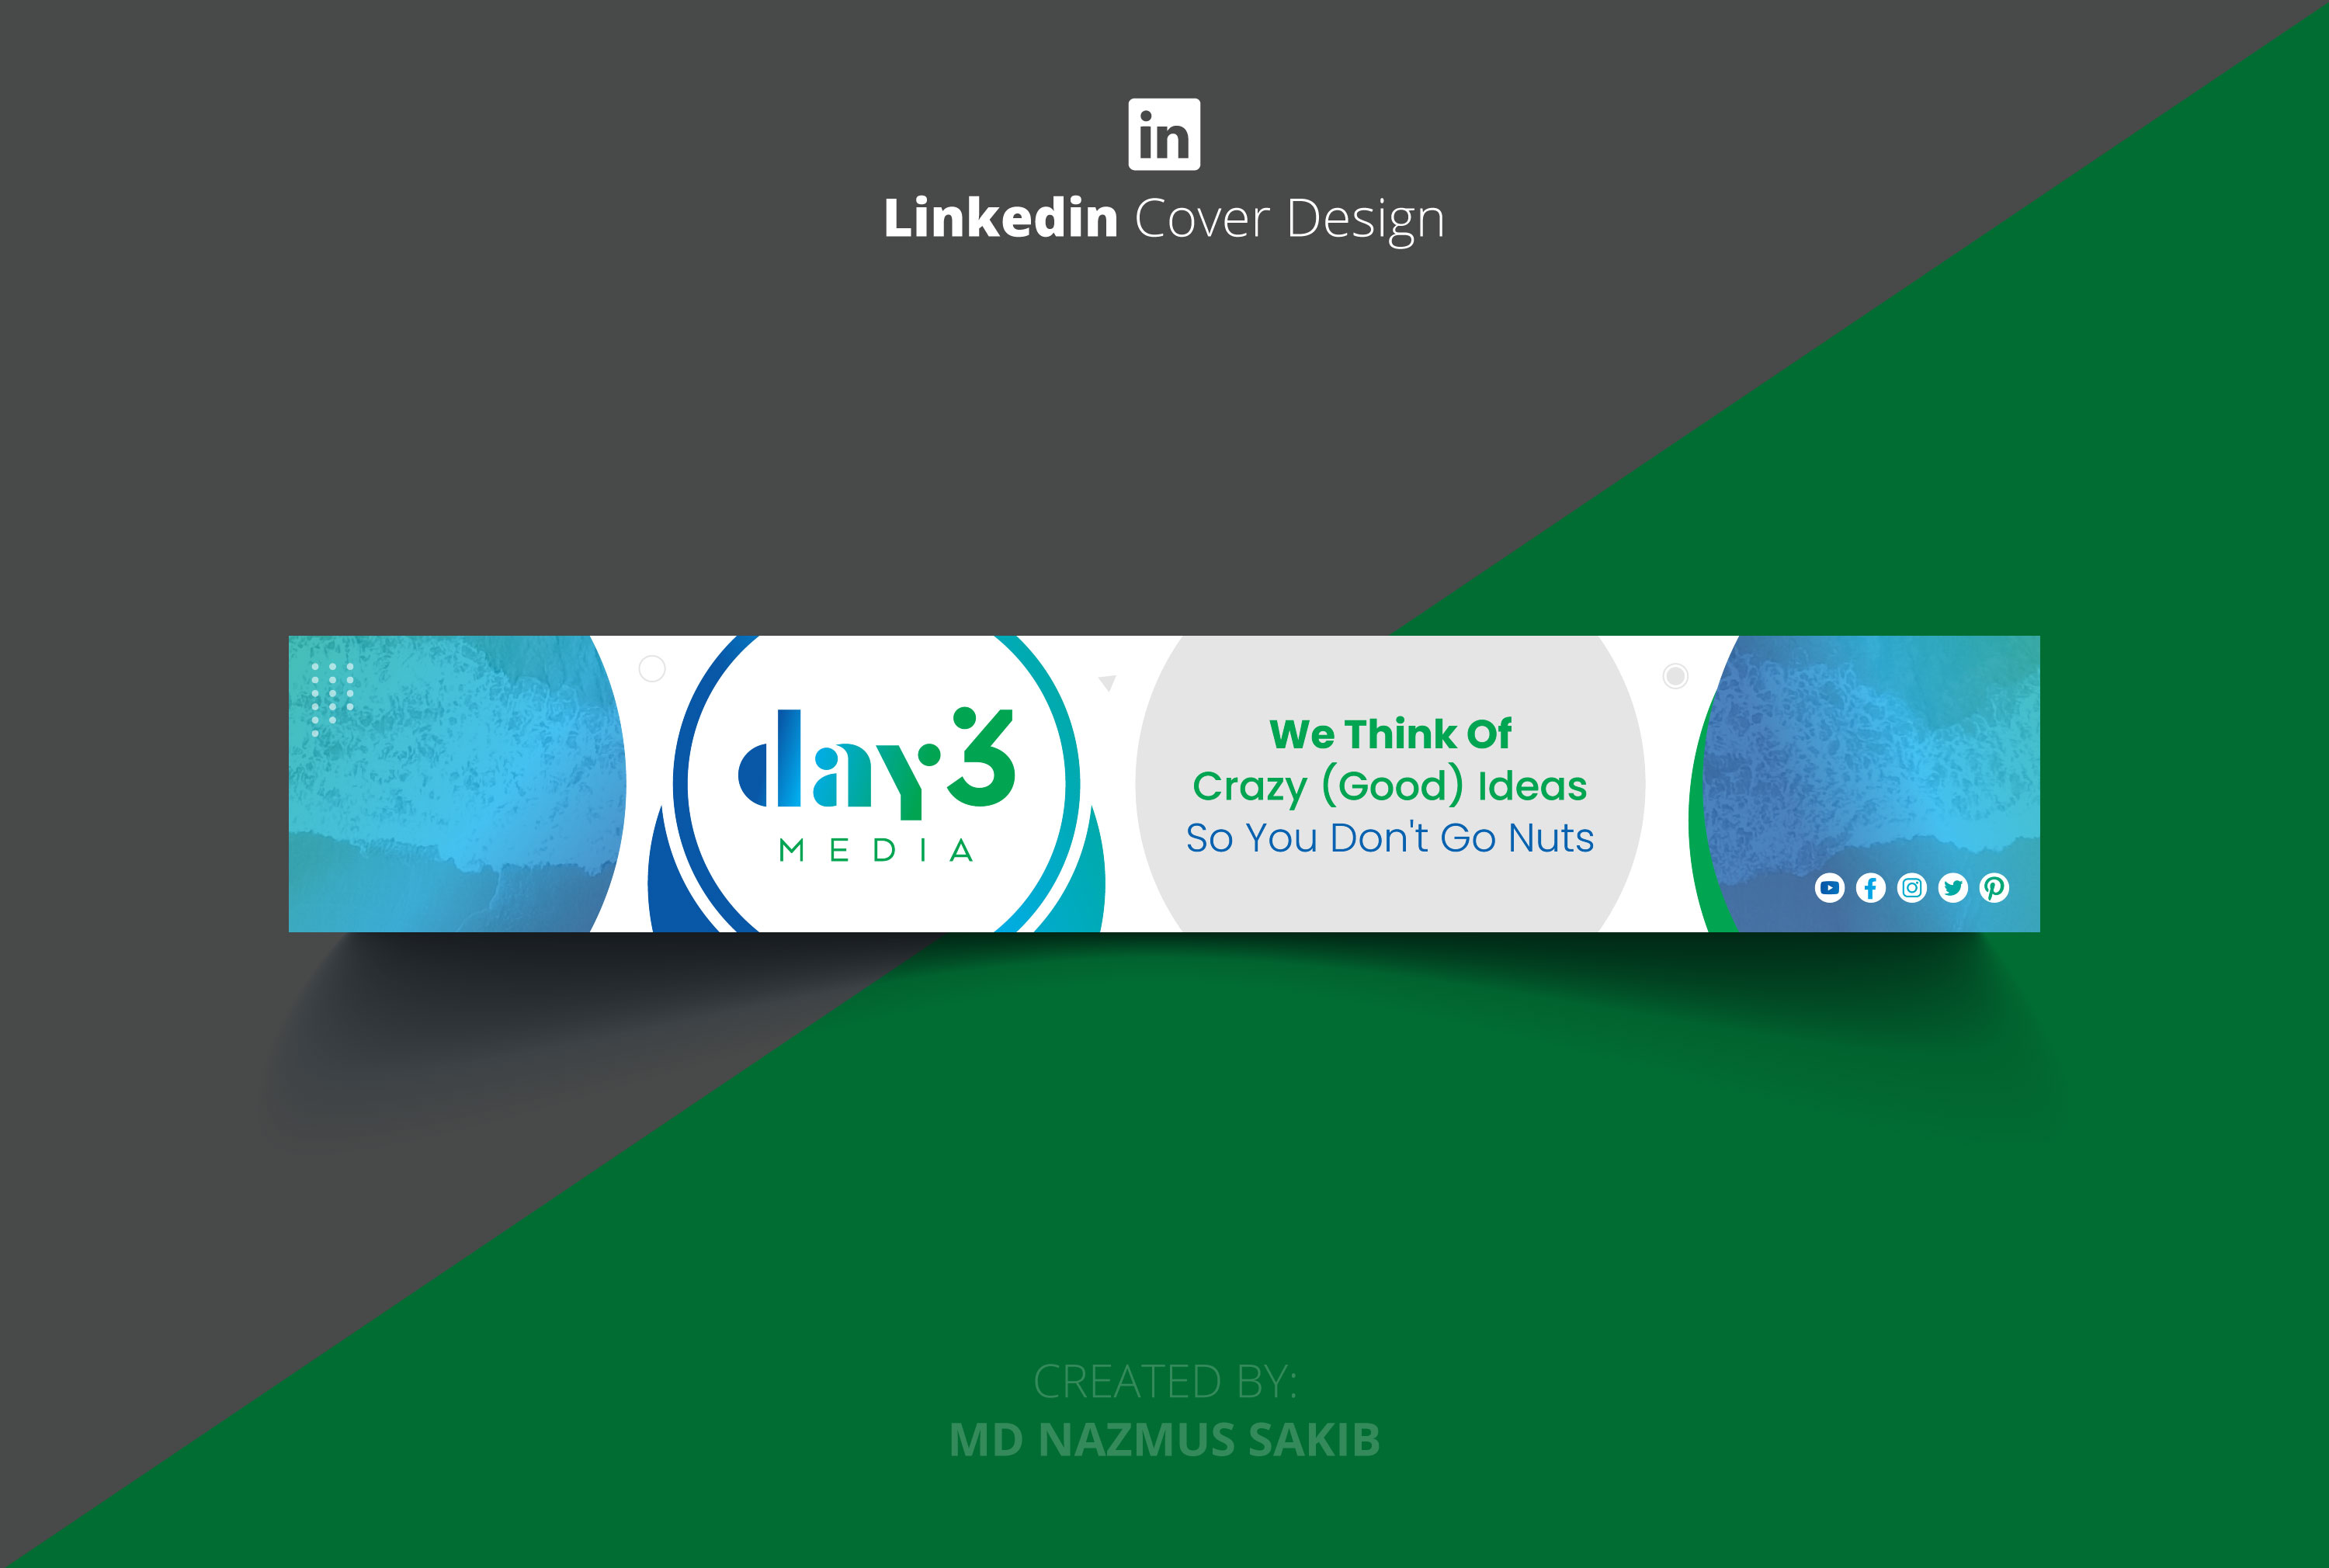 in
Linkedin Cover Design
day3
MEDIA
We Think Of
Crazy (Good) Ideas
So You Don't Go Nuts
CREATED BY:
MD NAZMUS SAKIB